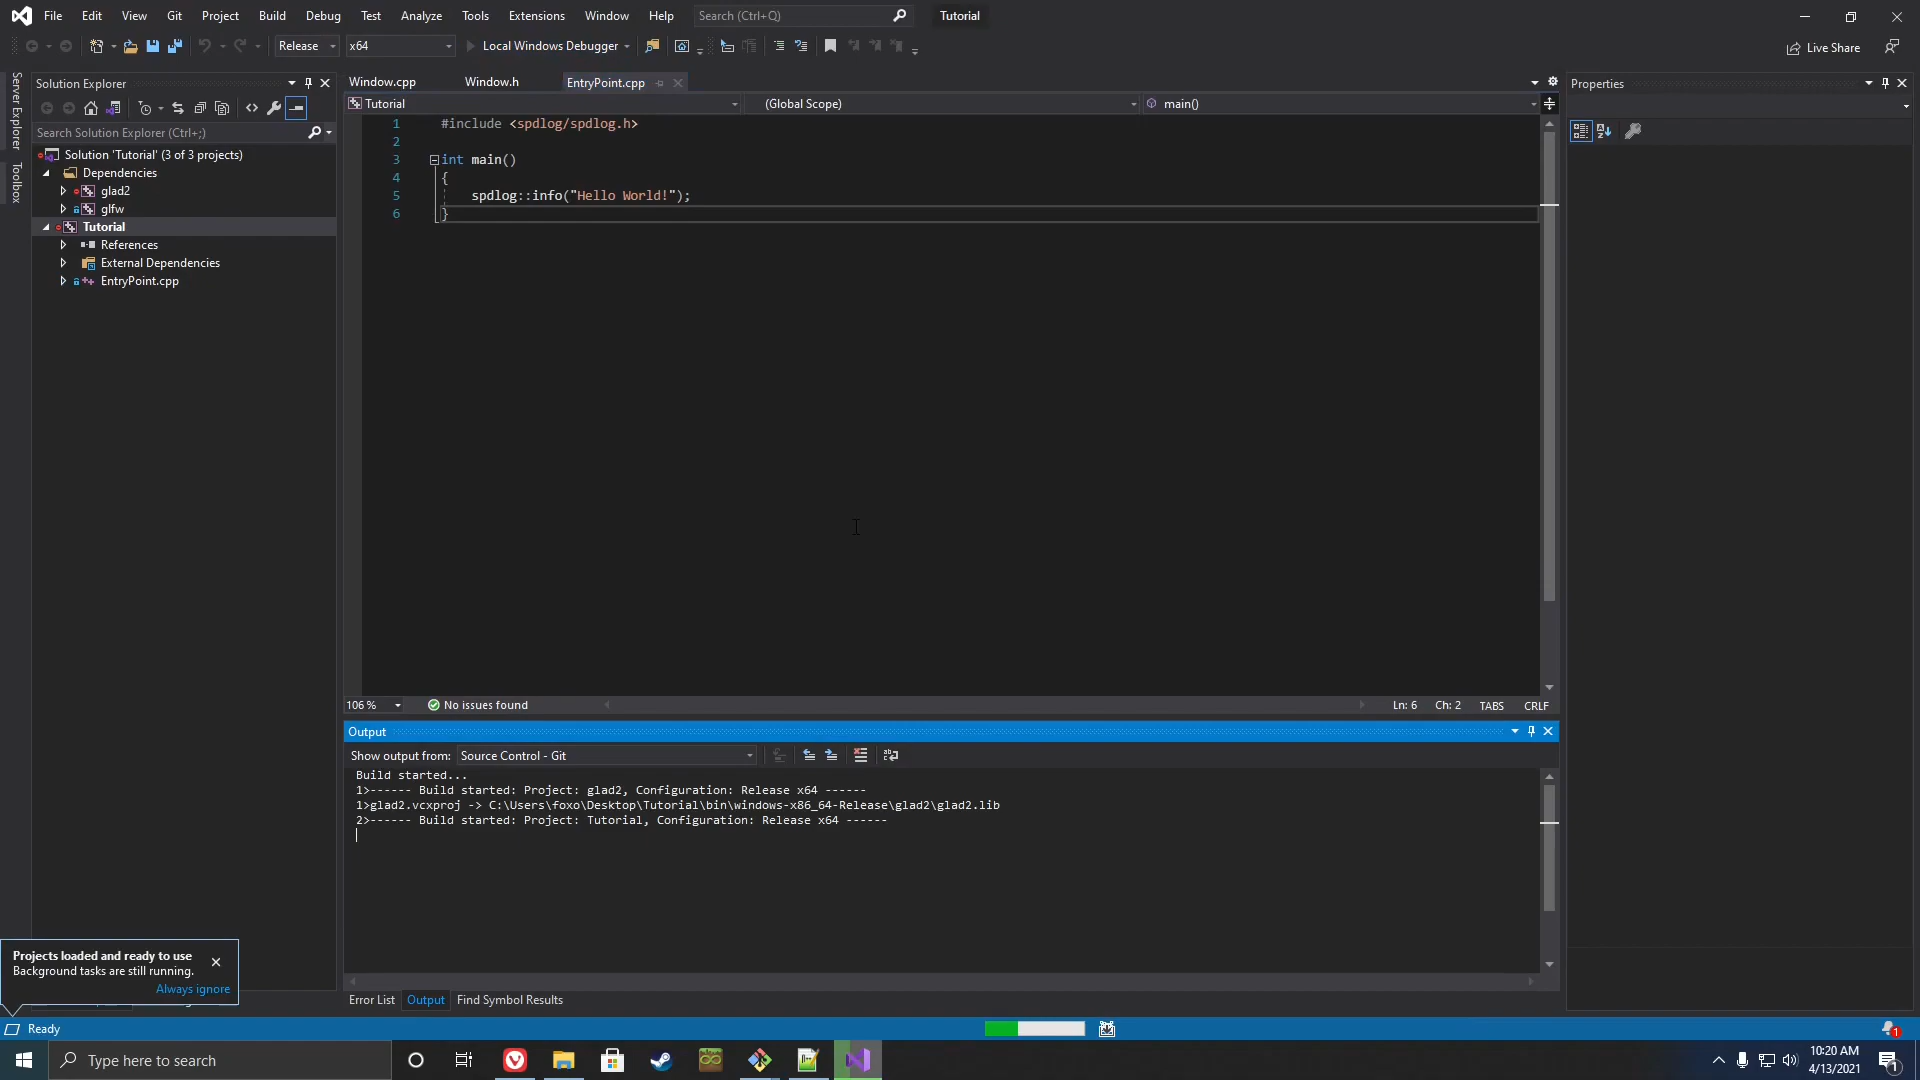 File Edit View Git Project Build Debug Test Analyze Tools Extensions Window Help Search (Ctrl+Q) Tutorial
Release x64 Local Windows Debugger Live Share
Server Explorer
Toolbox
Solution Explorer
Search Solution Explorer (Ctrl+;)
Solution 'Tutorial' (3 of 3 projects)
Dependencies
glad2
glfw
Tutorial
References
External Dependencies
EntryPoint.cpp
Window.cpp Window.h EntryPoint.cpp
Tutorial (Global Scope) main()
1 #include <spdlog/spdlog.h>
2
3 int main()
4 {
5 spdlog::info("Hello World!");
6 }
106 % No issues found Ln: 6 Ch: 2 TABS CRLF
Properties
Output
Show output from: Source Control - Git
Build started...
1>------ Build started: Project: glad2, Configuration: Release x64 ------
1>glad2.vcxproj -> C:\Users\foxo\Desktop\Tutorial\bin\windows-x86_64-Release\glad2\glad2.lib
2>------ Build started: Project: Tutorial, Configuration: Release x64 ------
Error List Output Find Symbol Results
Projects loaded and ready to use
Background tasks are still running.
Always ignore
Ready 1
Type here to search
10:20 AM
4/13/2021
1